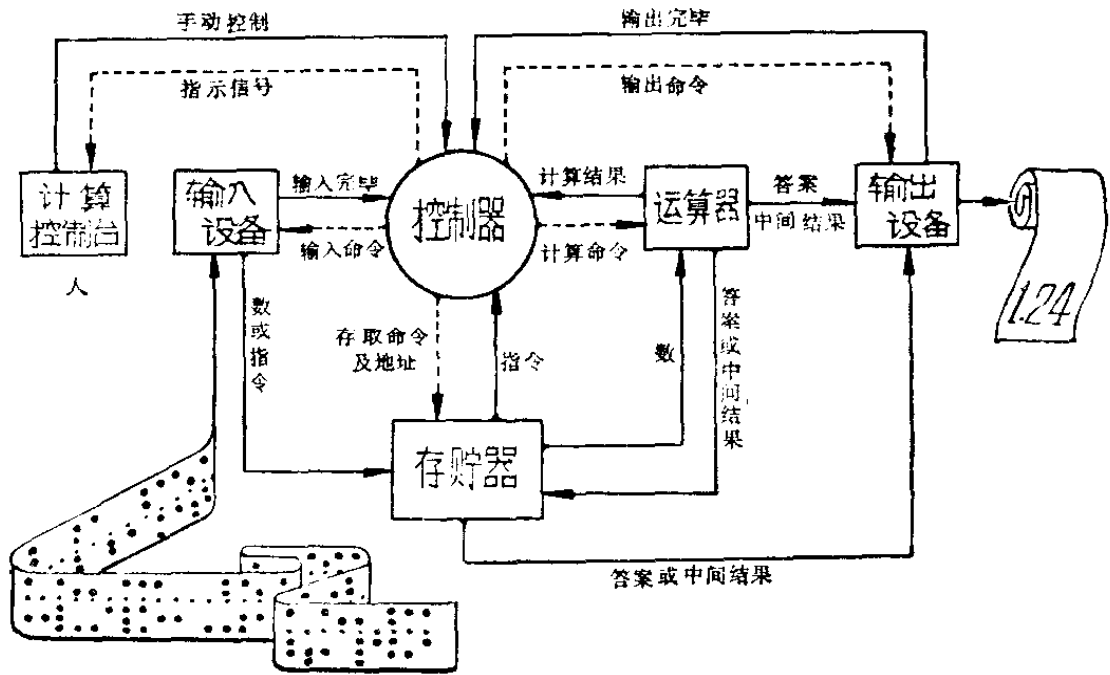 手动控制
输出完毕
指示信号
输出命令
计算
控制台
人
输入
设备
输入完毕
输入命令
控制器
计算结果
计算命令
运算器
答案
中间结果
输出
设备
1.24
数或指令
存取命令
及地址
指令
数
答案或中间结果
存贮器
答案或中间结果